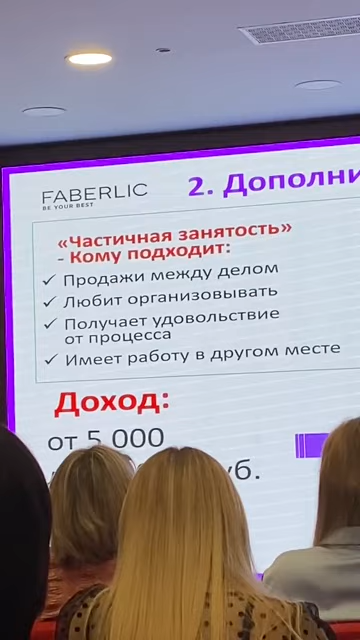 FABERLIC
BE YOUR BEST
2. Дополни
«Частичная занятость»
- Кому подходит:
✓ Продажи между делом
✓ Любит организовывать
✓ Получает удовольствие
от процесса
✓ Имеет работу в другом месте
Доход:
от 5 000
уб.